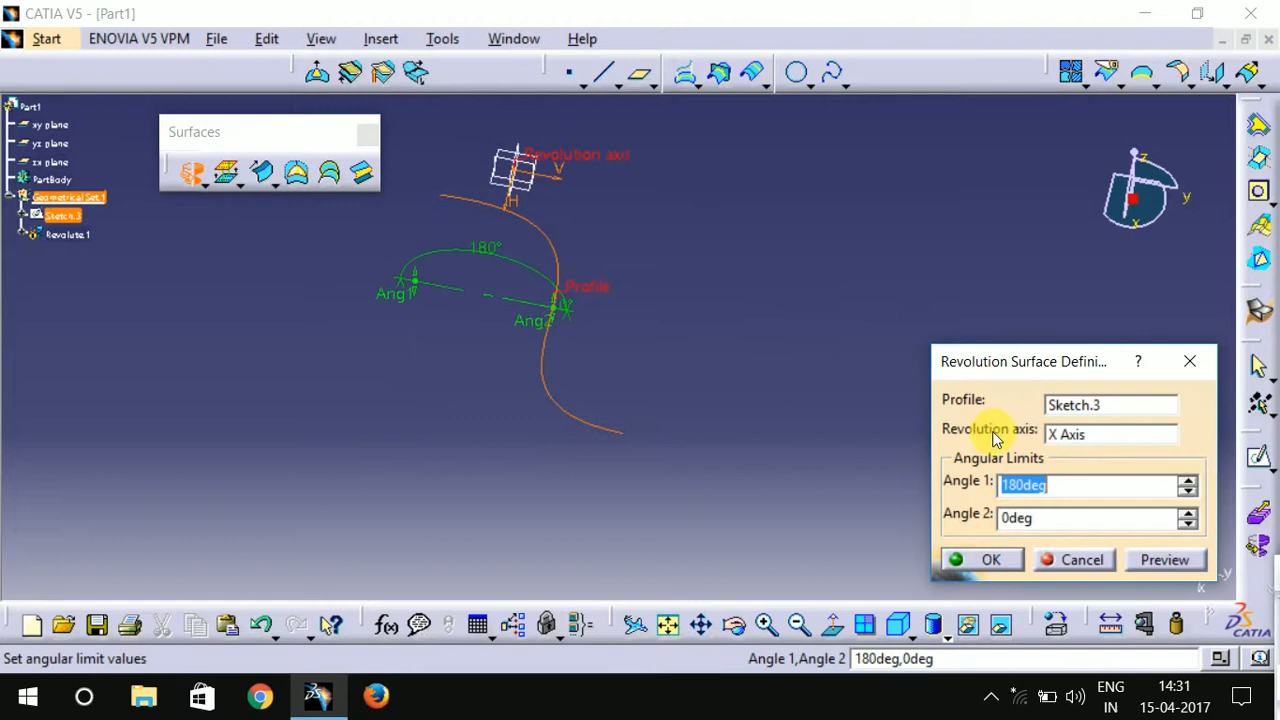 CATIA V5 - [Part1]
Start ENOVIA V5 VPM File Edit View Insert Tools Window Help
Part1
xy plane
yz plane
zx plane
PartBody
Geometrical Set.1
Sketch.3
Revolute.1
Surfaces
Revolution axis
V
H
180°
Ang1
Profile
0°
Ang2
z
y
x
Revolution Surface Defini... ?
Profile: Sketch.3
Revolution axis: X Axis
Angular Limits
Angle 1: 180deg
Angle 2: 0deg
OK Cancel Preview
y
f(x)
CATIA
Set angular limit values
Angle 1,Angle 2 180deg,0deg
ENG
IN
14:31
15-04-2017